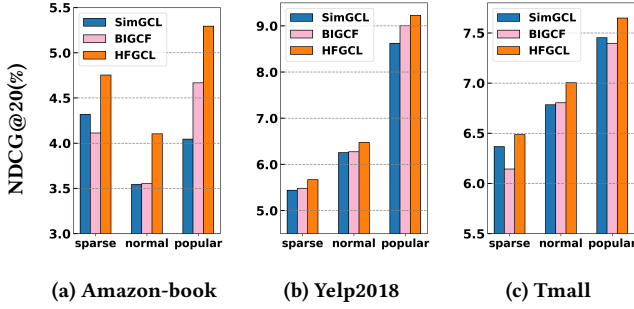 NDCG@20(%)
5.5
5.0
4.5
4.0
3.5
3.0
SimGCL
BIGCF
HFGCL
sparse normal popular
(a) Amazon-book
9.0
8.0
7.0
6.0
5.0
SimGCL
BIGCF
HFGCL
sparse normal popular
(b) Yelp2018
7.5
7.0
6.5
6.0
5.5
SimGCL
BIGCF
HFGCL
sparse normal popular
(c) Tmall